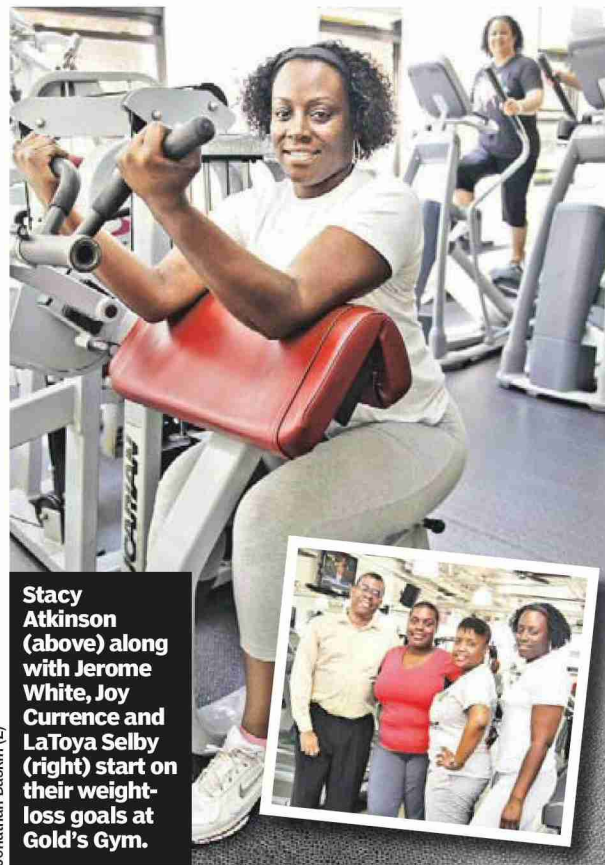 Stacy
Atkinson
(above) along
with Jerome
White, Joy
Currence and
LaToya Selby
(right) start on
their weight-
loss goals at
Gold's Gym.
ICARIAN